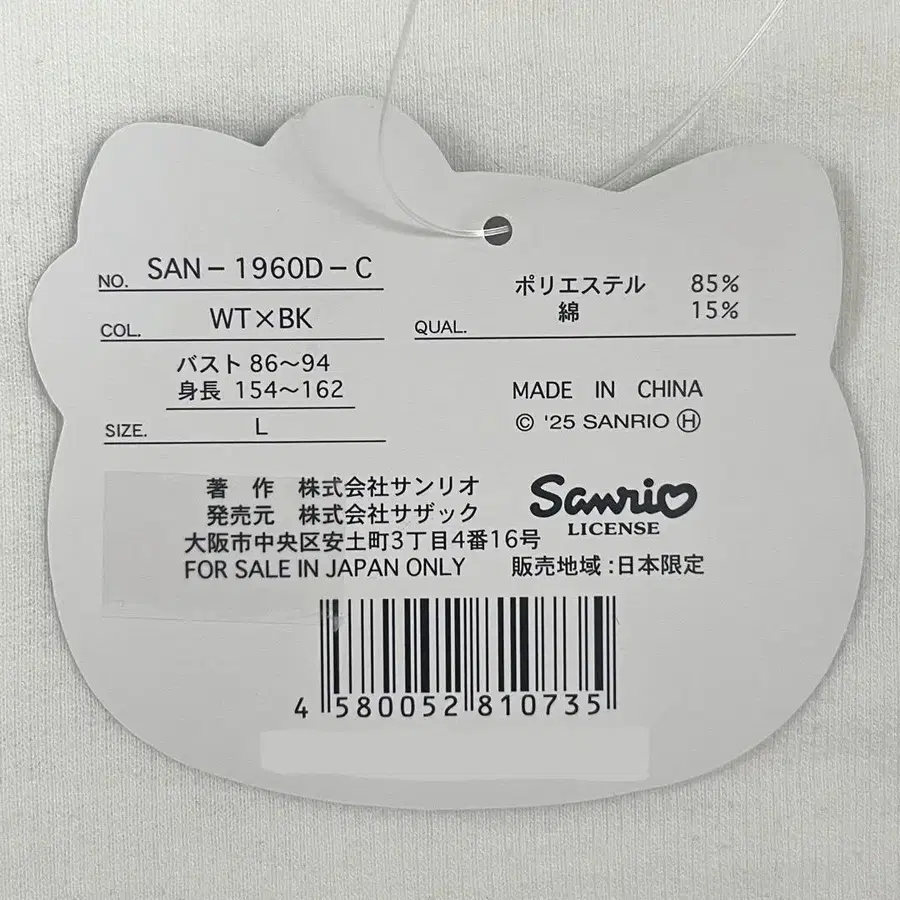 NO. SAN-1960D-C
COL. WT×BK
バスト 86～94
身長 154～162
SIZE. L
ポリエステル 85%
綿 15%
QUAL.
MADE IN CHINA
© '25 SANRIO Ⓗ
著 作 株式会社サンリオ
発売元 株式会社サザック
大阪市中央区安土町3丁目4番16号
FOR SALE IN JAPAN ONLY 販売地域:日本限定
Sanrio
LICENSE
4 580052 810735